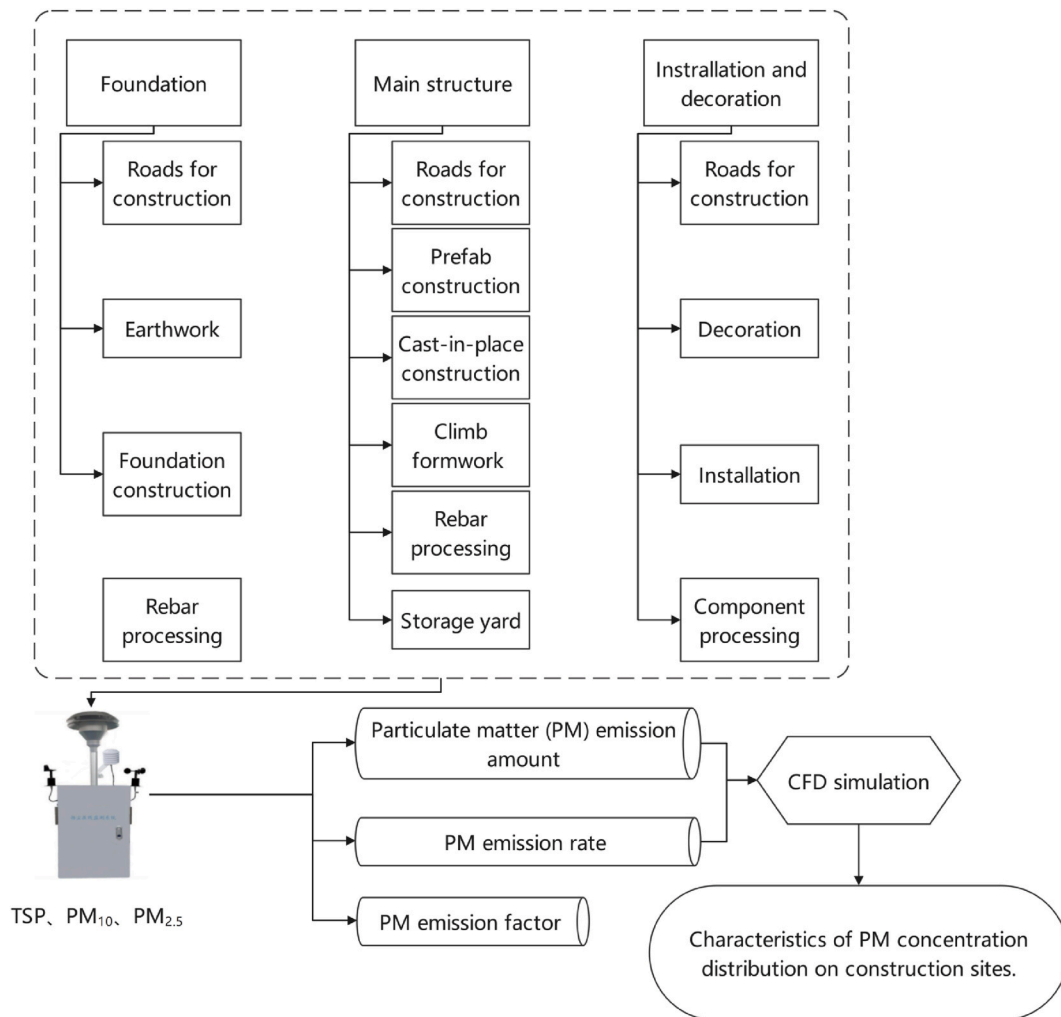 Foundation
Main structure
Instrallation and
decoration
Roads for
construction
Earthwork
Foundation
construction
Rebar
processing
Roads for
construction
Prefab
construction
Cast-in-place
construction
Climb
formwork
Rebar
processing
Storage yard
Roads for
construction
Decoration
Installation
Component
processing
TSP、PM10、PM2.5
Particulate matter (PM) emission
amount
PM emission rate
PM emission factor
CFD simulation
Characteristics of PM concentration
distribution on construction sites.